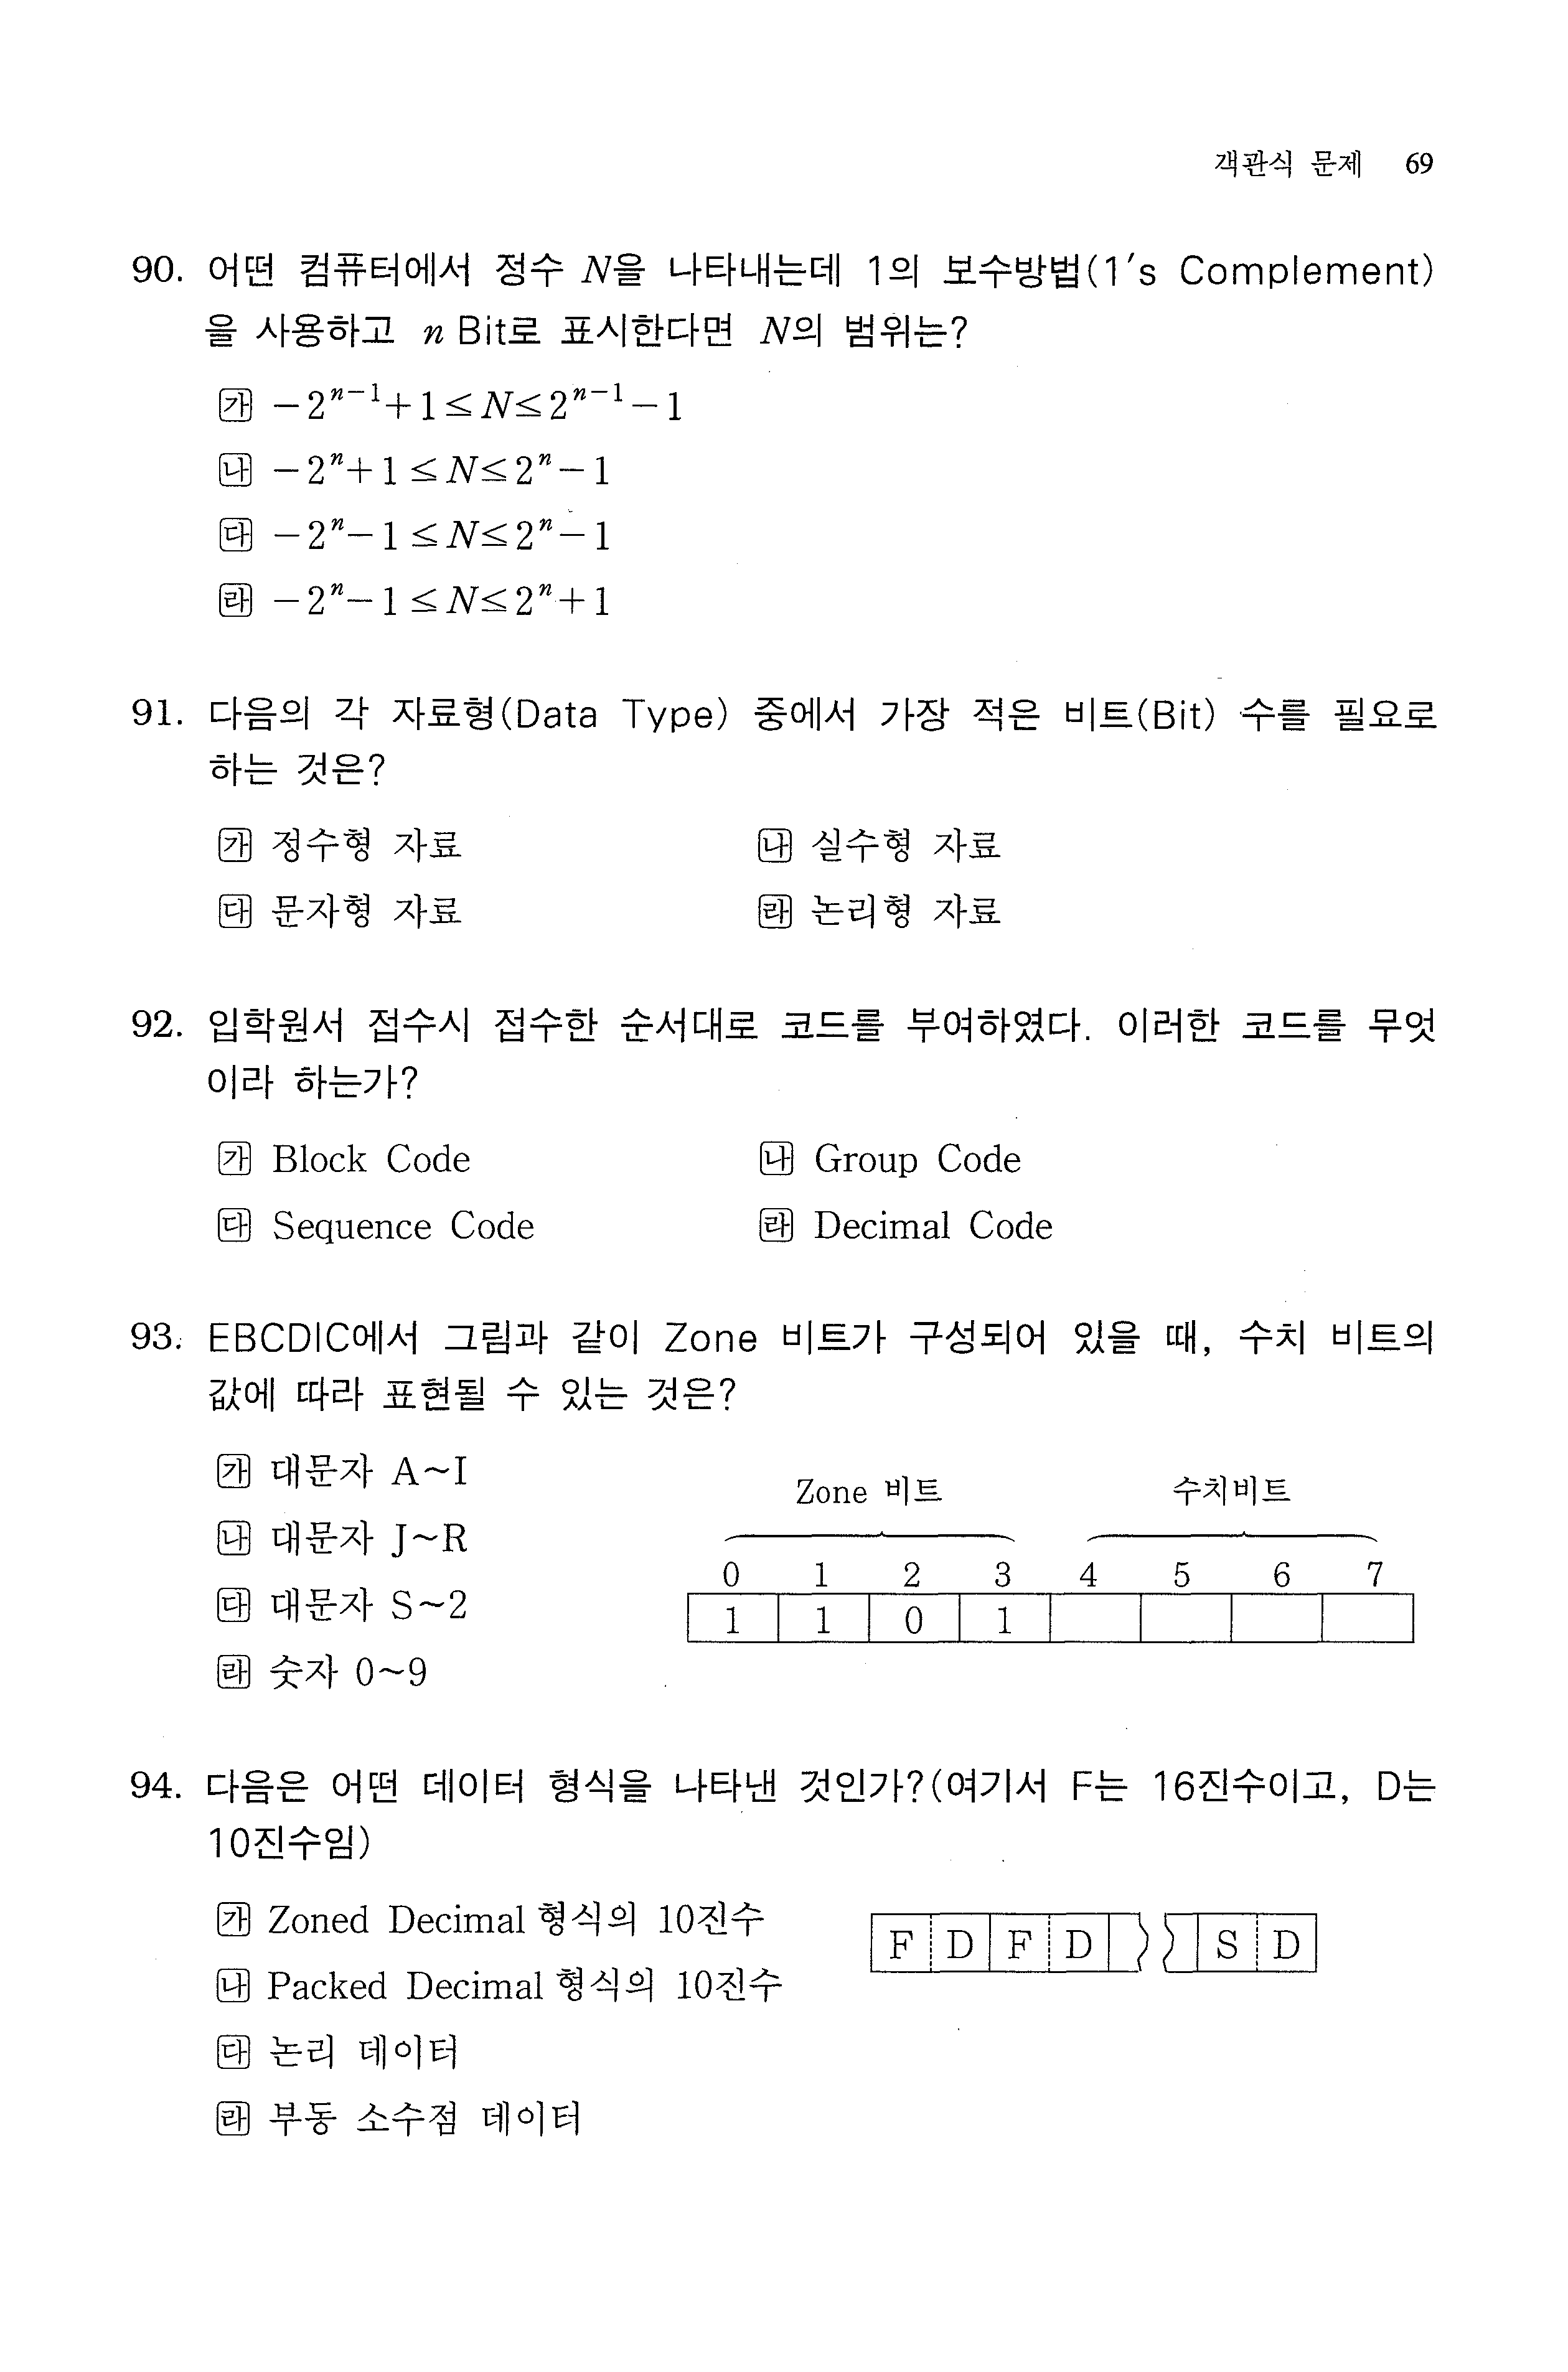 객관식 문제 69
90. 어떤 컴퓨터에서 정수 N을 나타내는데 1의 보수방법(1's Complement)
을 사용하고 n Bit로 표시한다면 N의 범위는?
㉮ −2ⁿ⁻¹+1≤N≤2ⁿ⁻¹−1
㉯ −2ⁿ+1≤N≤2ⁿ−1
㉰ −2ⁿ−1≤N≤2ⁿ−1
㉱ −2ⁿ−1≤N≤2ⁿ+1
91. 다음의 각 자료형(Data Type) 중에서 가장 적은 비트(Bit) 수를 필요로
하는 것은?
㉮ 정수형 자료 ㉯ 실수형 자료
㉰ 문자형 자료 ㉱ 논리형 자료
92. 입학원서 접수시 접수한 순서대로 코드를 부여하였다. 이러한 코드를 무엇
이라 하는가?
㉮ Block Code ㉯ Group Code
㉰ Sequence Code ㉱ Decimal Code
93. EBCDIC에서 그림과 같이 Zone 비트가 구성되어 있을 때, 수치 비트의
값에 따라 표현될 수 있는 것은?
㉮ 대문자 A~I
㉯ 대문자 J~R
㉰ 대문자 S~2
㉱ 숫자 0~9
Zone 비트 수치비트
0 1 2 3 4 5 6 7
1 1 0 1
94. 다음은 어떤 데이터 형식을 나타낸 것인가?(여기서 F는 16진수이고, D는
10진수임)
㉮ Zoned Decimal 형식의 10진수
㉯ Packed Decimal 형식의 10진수
㉰ 논리 데이터
㉱ 부동 소수점 데이터
F D F D S D